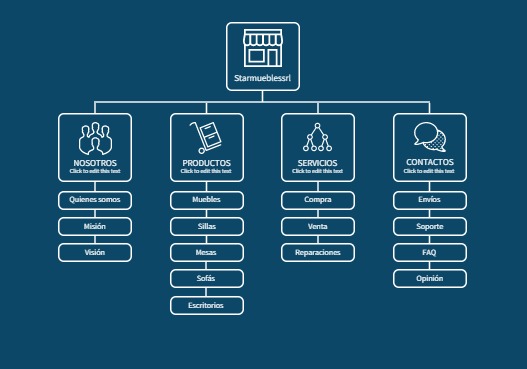 Starmueblessrl
NOSOTROS
Click to edit this text
Quienes somos
Misión
Visión
PRODUCTOS
Click to edit this text
Muebles
Sillas
Mesas
Sofás
Escritorios
SERVICIOS
Click to edit this text
Compra
Venta
Reparaciones
CONTACTOS
Click to edit this text
Envíos
Soporte
FAQ
Opinión